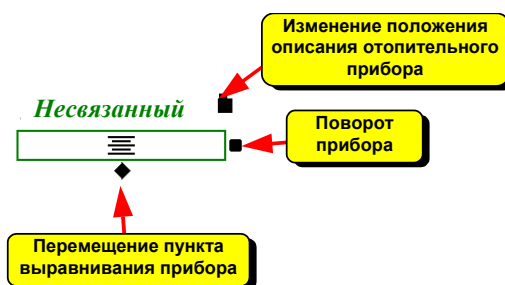 Изменение положения
описания отопительного
прибора
Несвязанный
Поворот
прибора
Перемещение пункта
выравнивания прибора